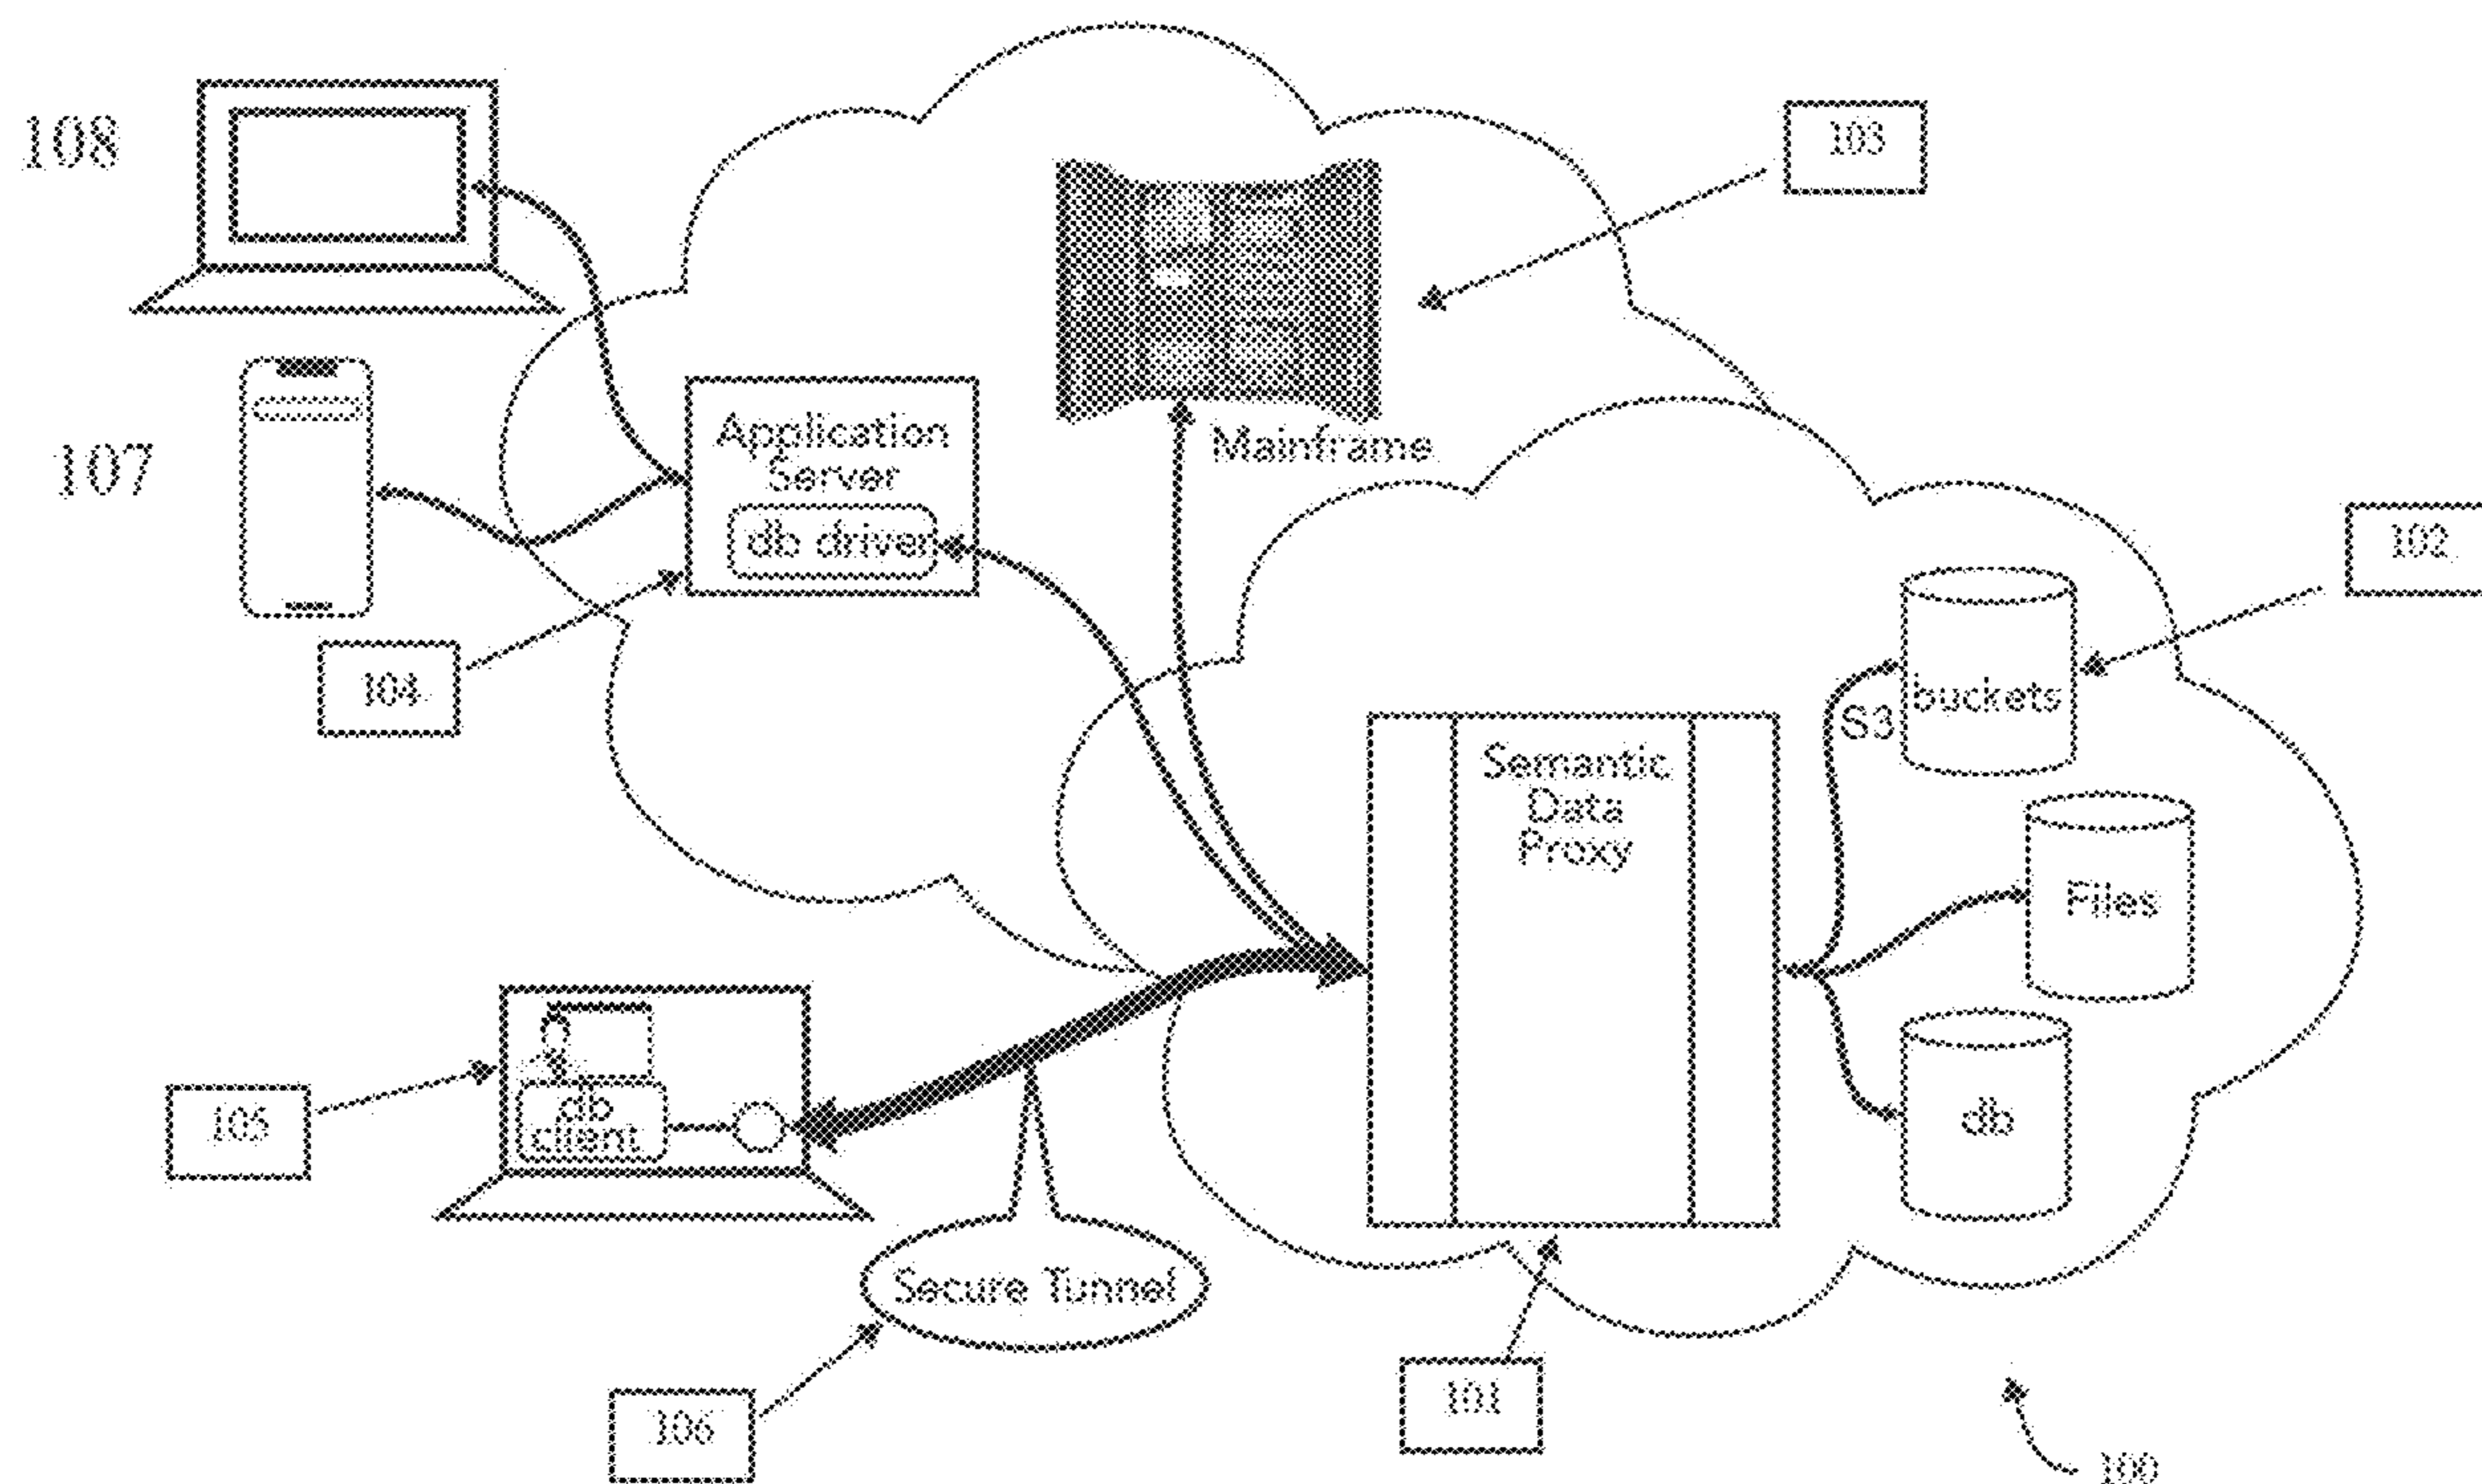 108
103
Mainframe
107
Application
Server
db driver
102
104
buckets
S3
Semantic
Data
Proxy
Files
105
db
client
db
Secure Tunnel
106
101
100